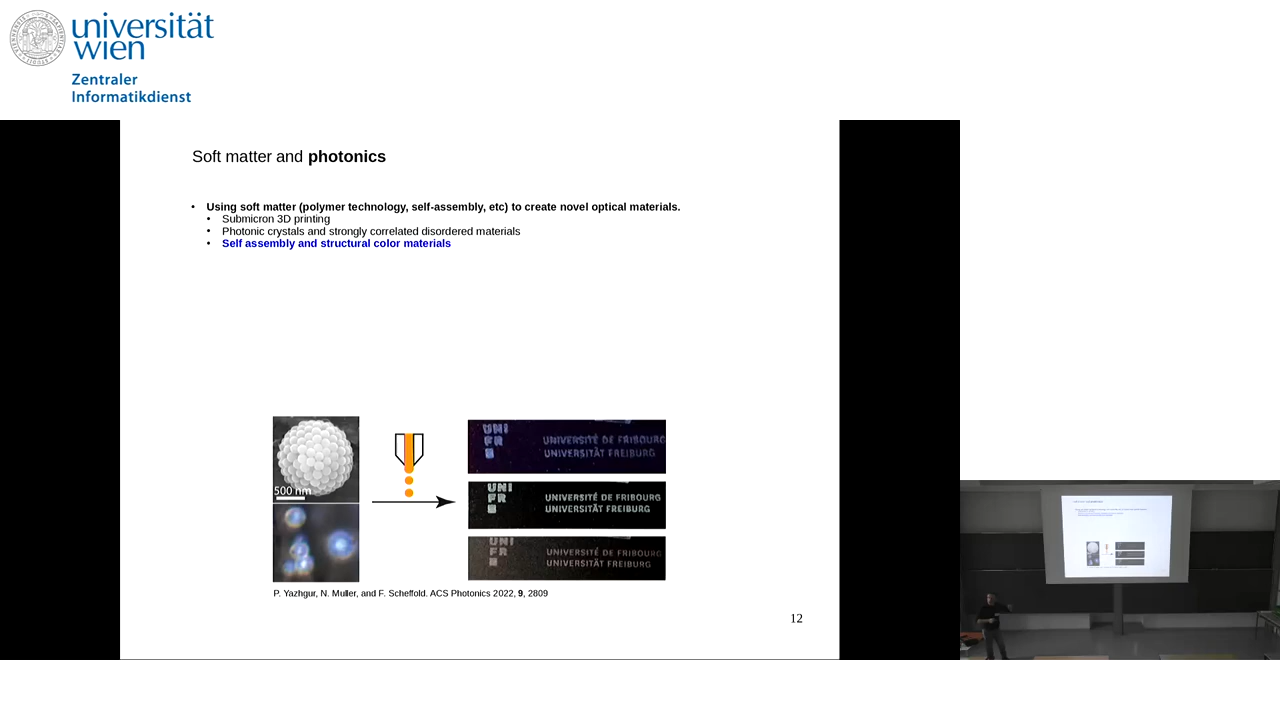 universität
wien
Zentraler
Informatikdienst
Soft matter and photonics
• Using soft matter (polymer technology, self-assembly, etc) to create novel optical materials.
• Submicron 3D printing
• Photonic crystals and strongly correlated disordered materials
• Self assembly and structural color materials
500 nm
UNI
FR
UNIVERSITÉ DE FRIBOURG
UNIVERSITÄT FREIBURG
UNI
FR
UNIVERSITÉ DE FRIBOURG
UNIVERSITÄT FREIBURG
UNI
FR
UNIVERSITÉ DE FRIBOURG
UNIVERSITÄT FREIBURG
P. Yazhgur, N. Muller, and F. Scheffold. ACS Photonics 2022, 9, 2809
12